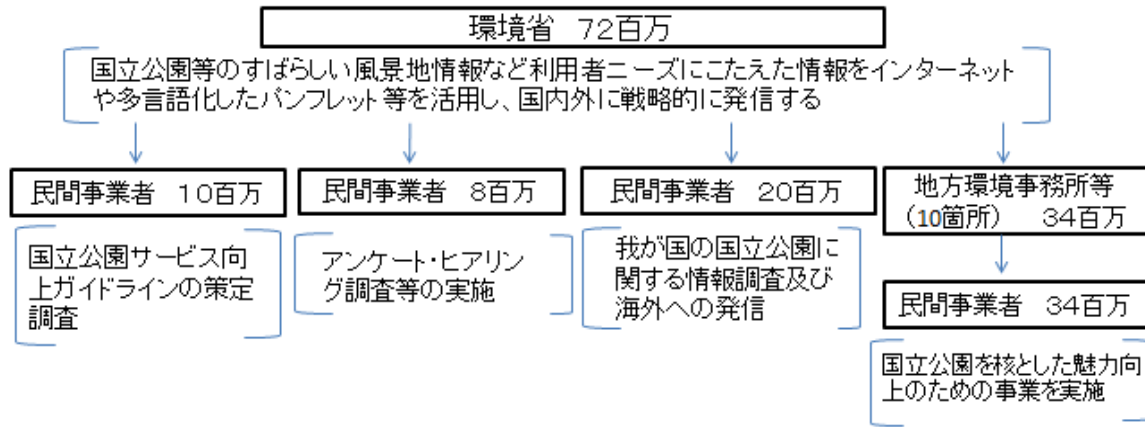 環境省 72百万
国立公園等のすばらしい風景地情報など利用者ニーズにこたえた情報をインターネット
や多言語化したパンフレット等を活用し、国内外に戦略的に発信する
民間事業者 10百万
国立公園サービス向
上ガイドラインの策定
調査
民間事業者 8百万
アンケート・ヒアリン
グ調査等の実施
民間事業者 20百万
我が国の国立公園に
関する情報調査及び
海外への発信
地方環境事務所等
（10箇所） 34百万
民間事業者 34百万
国立公園を核とした魅力向
上のための事業を実施